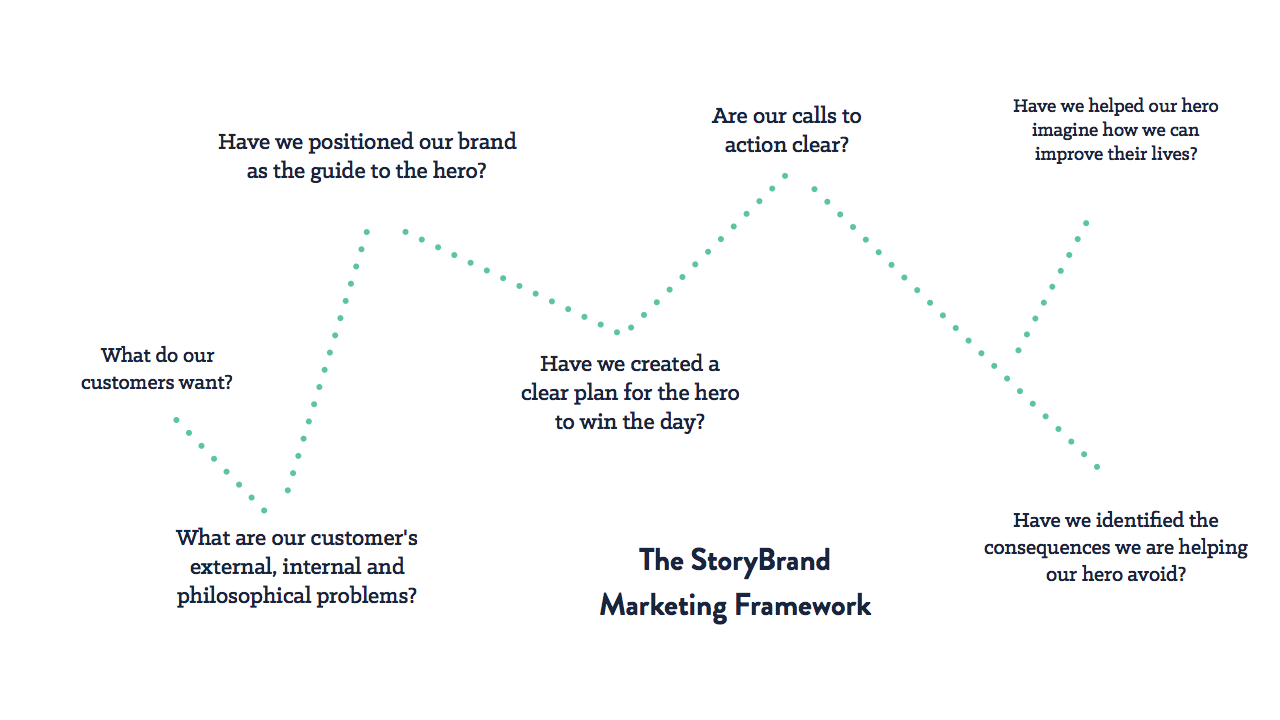 What do our
customers want?
What are our customer's
external, internal and
philosophical problems?
Have we positioned our brand
as the guide to the hero?
Have we created a
clear plan for the hero
to win the day?
Are our calls to
action clear?
Have we helped our hero
imagine how we can
improve their lives?
Have we identified the
consequences we are helping
our hero avoid?
The StoryBrand
Marketing Framework